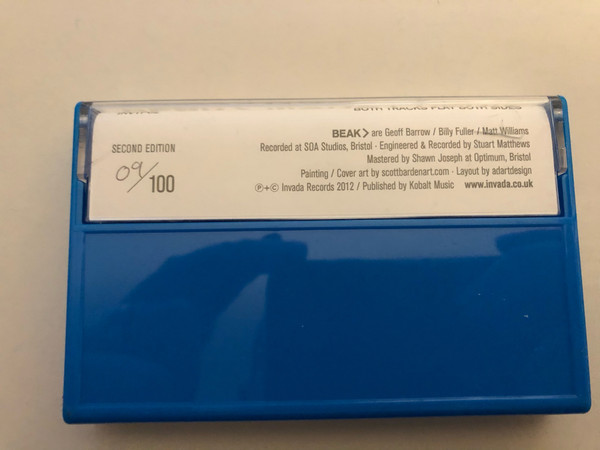 BOTH TRACKS PLAY BOTH SIDES
BEAK> are Geoff Barrow / Billy Fuller / Matt Williams
Recorded at SOA Studios, Bristol · Engineered & Recorded by Stuart Matthews
Mastered by Shawn Joseph at Optimum, Bristol
Painting / Cover art by scottbardenart.com · Layout by adartdesign
℗+© Invada Records 2012 / Published by Kobalt Music www.invada.co.uk
SECOND EDITION
09/100